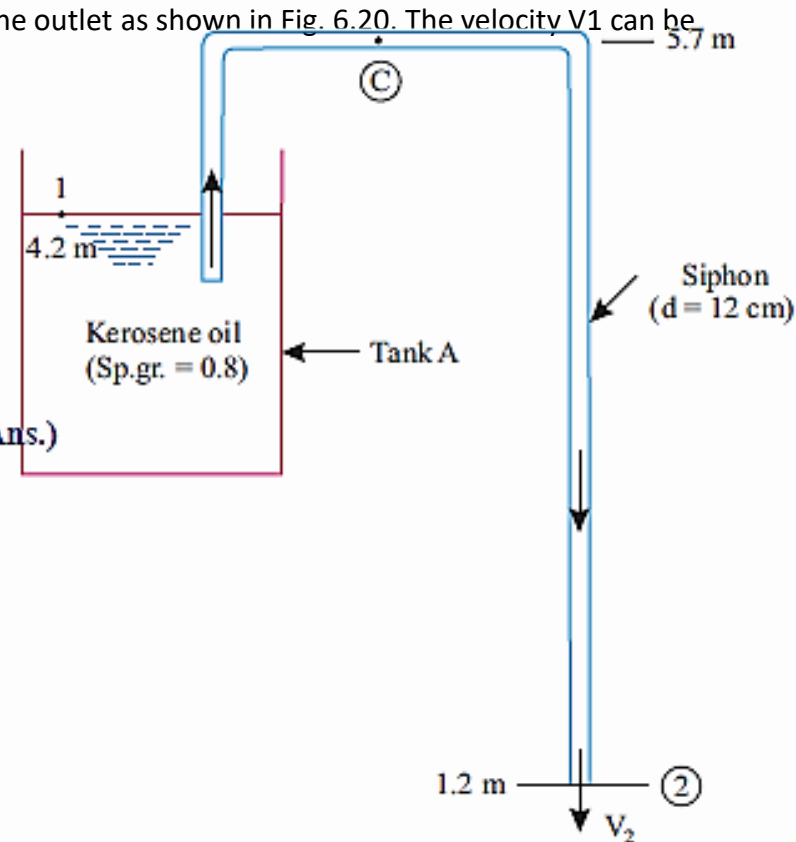 ne outlet as shown in Fig. 6.20. The velocity V1 can be
5.7 m
C
1
4.2 m
Siphon
(d = 12 cm)
Kerosene oil
(Sp.gr. = 0.8)
Tank A
ns.)
1.2 m
2
V₂